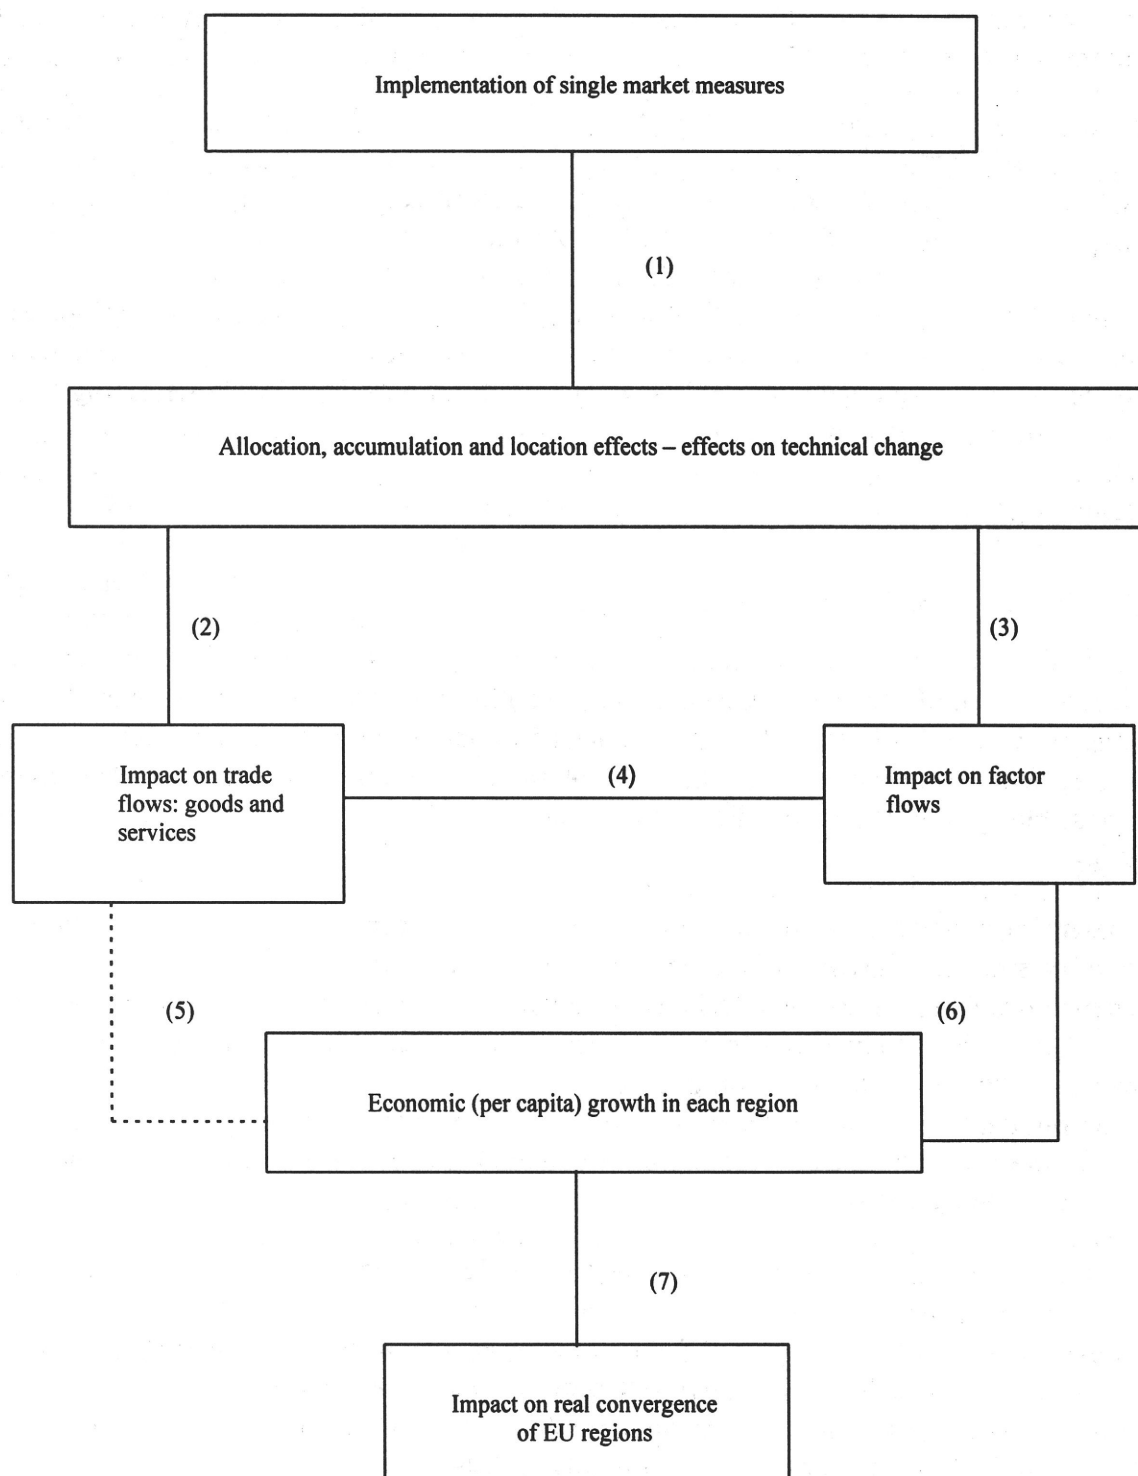 Implementation of single market measures
(1)
Allocation, accumulation and location effects – effects on technical change
(2)
(3)
Impact on trade
flows: goods and
services
(4)
Impact on factor
flows
(5)
(6)
Economic (per capita) growth in each region
(7)
Impact on real convergence
of EU regions